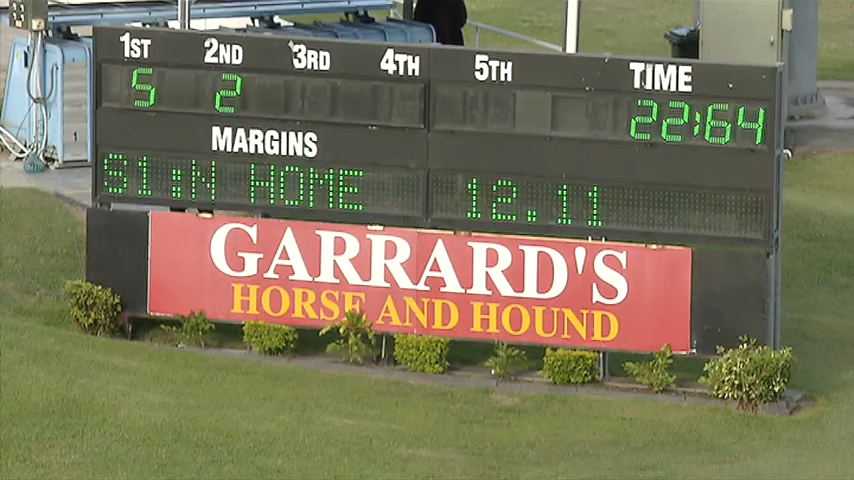 1ST 2ND 3RD 4TH 5TH TIME
5 2 22:64
MARGINS
S1:N HOME 12.11
GARRARD'S
HORSE AND HOUND